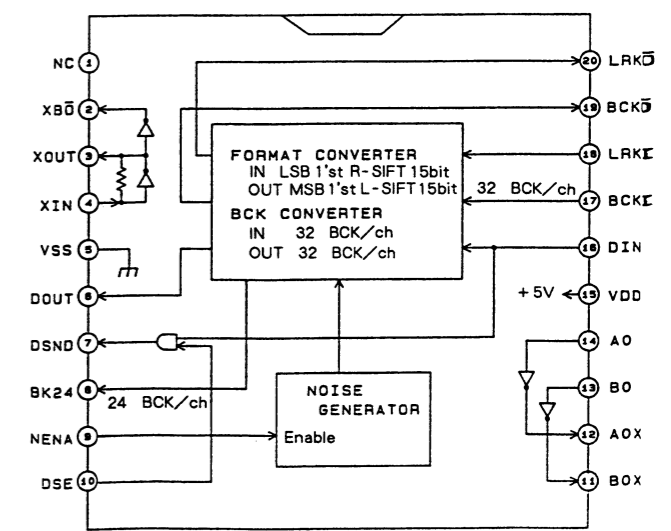 NC 1
XBŌ 2
XOUT 3
XIN 4
VSS 5
DOUT 6
DSND 7
BK24 8
24 BCK/ch
NENA 9
DSE 10
FORMAT CONVERTER
IN LSB 1'st R-SIFT 15bit
OUT MSB 1'st L-SIFT 15bit
BCK CONVERTER
IN 32 BCK/ch
OUT 32 BCK/ch
NOISE
GENERATOR
Enable
20 LRKŌ
19 BCKŌ
18 LRKI
32 BCK/ch
17 BCKI
16 DIN
+5V
15 VDD
14 AO
13 BO
12 AOX
11 BOX